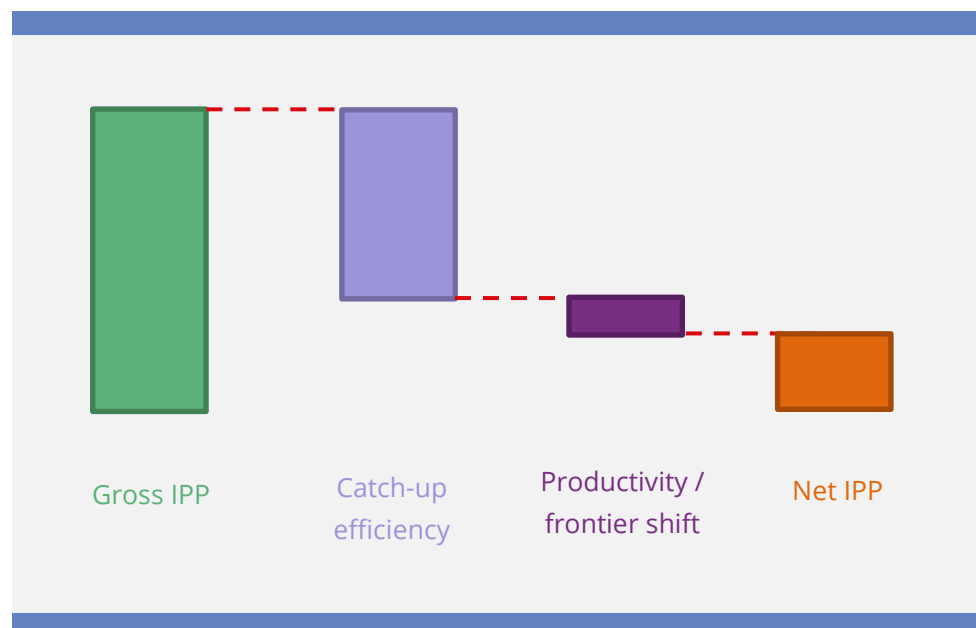 Gross IPP
Catch-up
efficiency
Productivity /
frontier shift
Net IPP